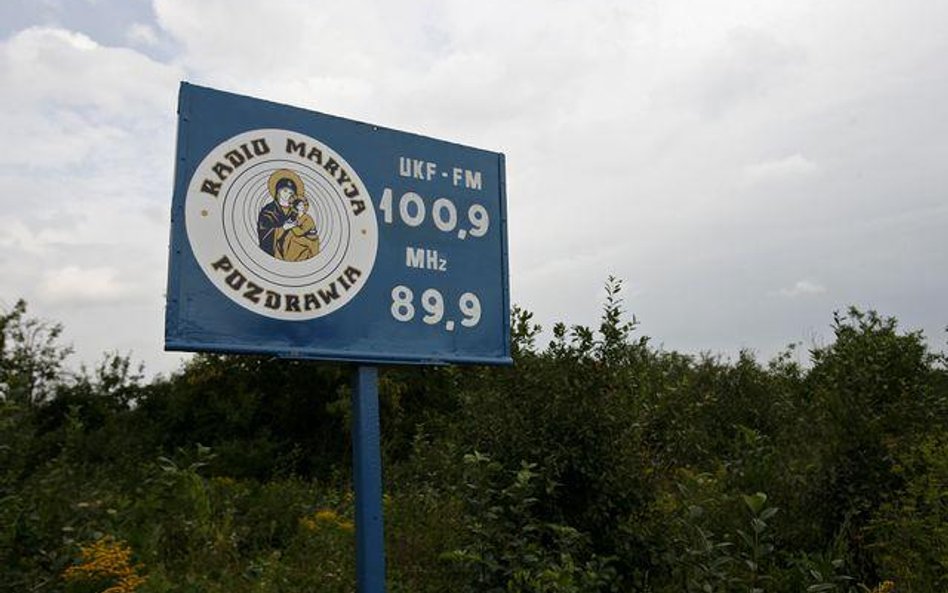 RADIO MARYJA
POZDRAWIA
UKF - FM
100,9
MHz
89,9